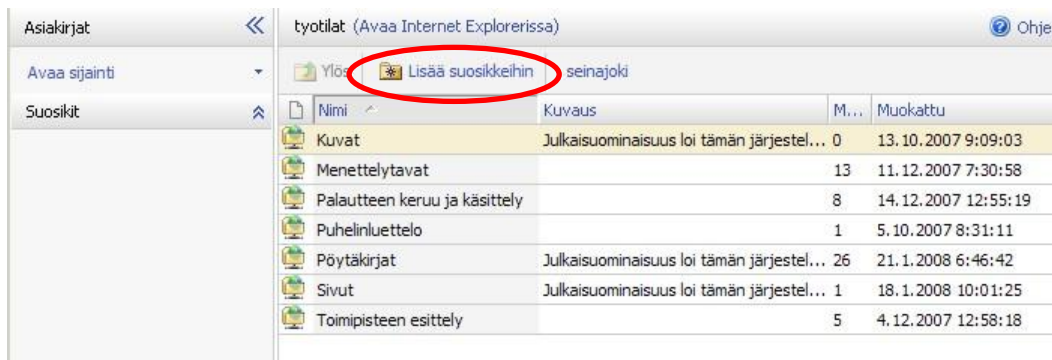 Asiakirjat
työtilat (Avaa Internet Explorerissa) Ohje
Avaa sijainti
Ylös Lisää suosikkeihin seinajoki
Suosikit
Nimi Kuvaus M... Muokattu
Kuvat Julkaisuominaisuus loi tämän järjestel... 0 13.10.2007 9:09:03
Menettelytavat 13 11.12.2007 7:30:58
Palautteen keruu ja käsittely 8 14.12.2007 12:55:19
Puhelinluettelo 1 5.10.2007 8:31:11
Pöytäkirjat Julkaisuominaisuus loi tämän järjestel... 26 21.1.2008 6:46:42
Sivut Julkaisuominaisuus loi tämän järjestel... 1 18.1.2008 10:01:25
Toimipisteen esittely 5 4.12.2007 12:58:18